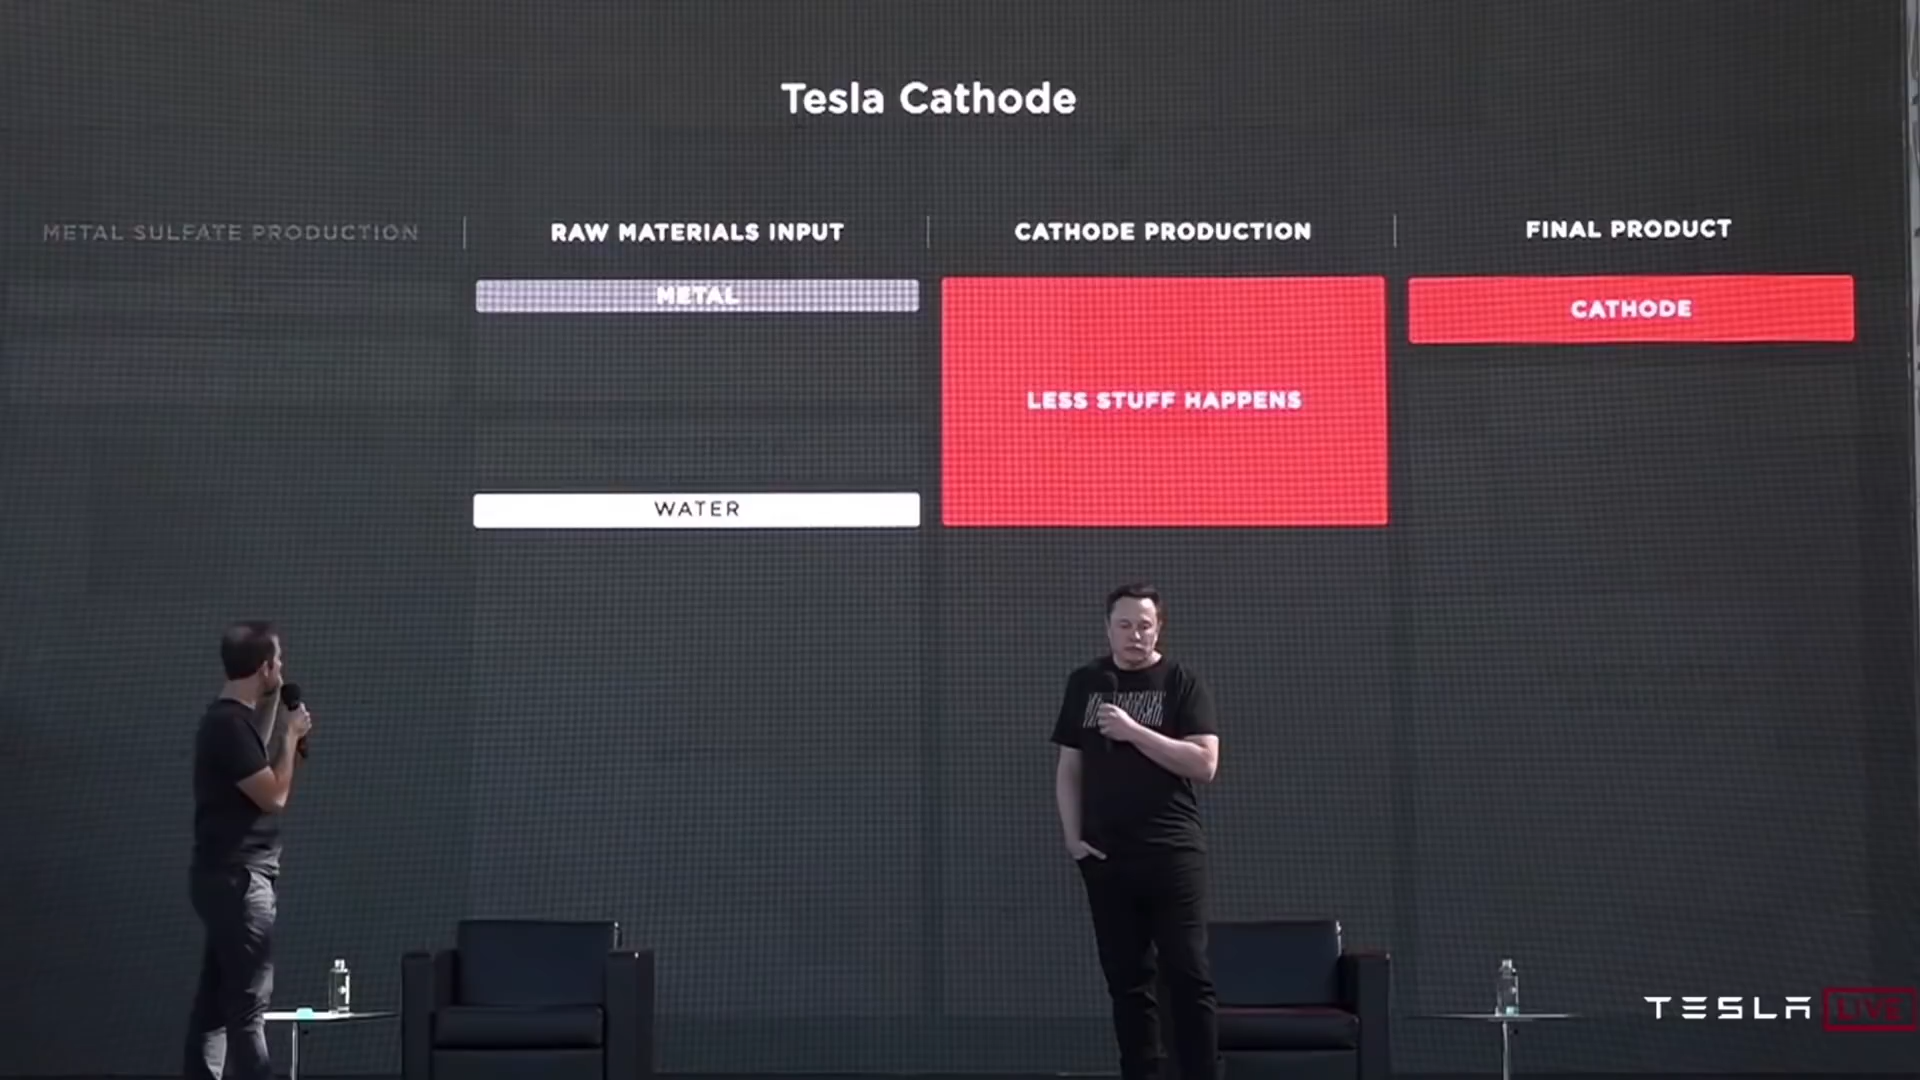 Tesla Cathode
METAL SULFATE PRODUCTION
RAW MATERIALS INPUT
CATHODE PRODUCTION
FINAL PRODUCT
METAL
CATHODE
LESS STUFF HAPPENS
WATER
TESLA LIVE